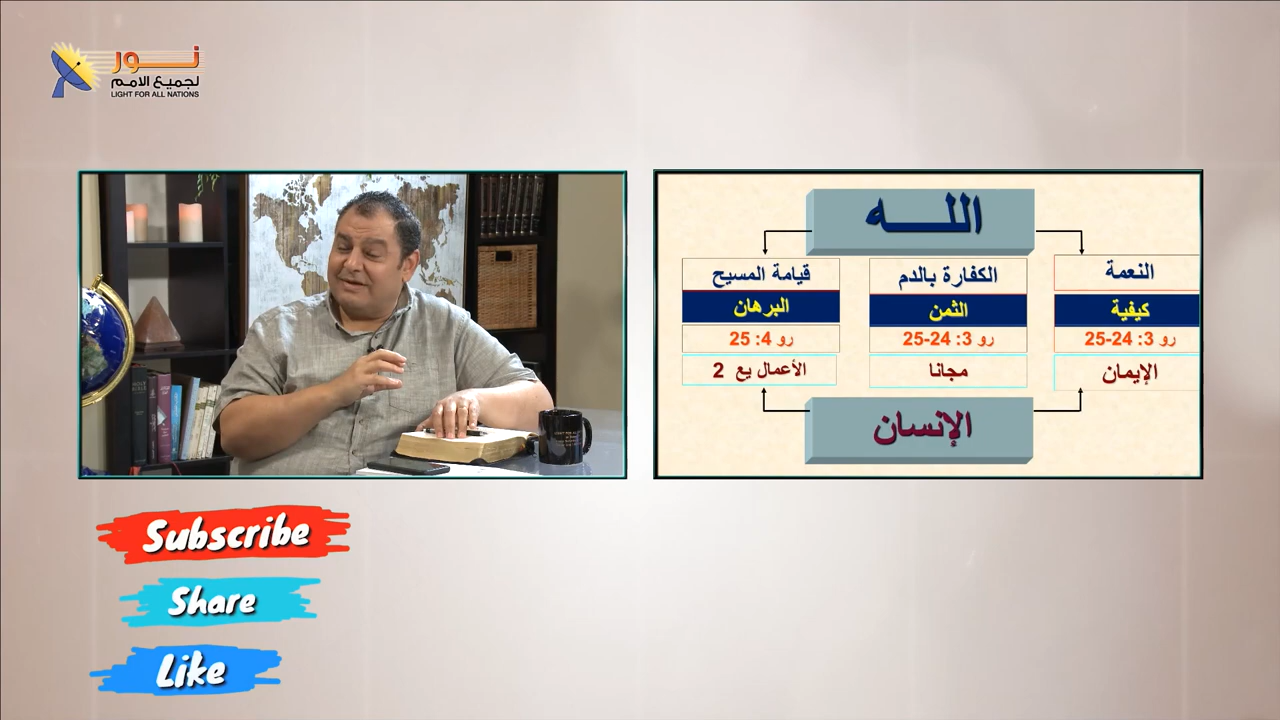 نور
لجميع الامم
LIGHT FOR ALL NATIONS
الله
النعمة
كيفية
رو 3: 24-25
الإيمان
الكفارة بالدم
الثمن
رو 3: 24-25
مجانا
قيامة المسيح
البرهان
رو 4: 25
الأعمال يع 2
الإنسان
Subscribe
Share
Like